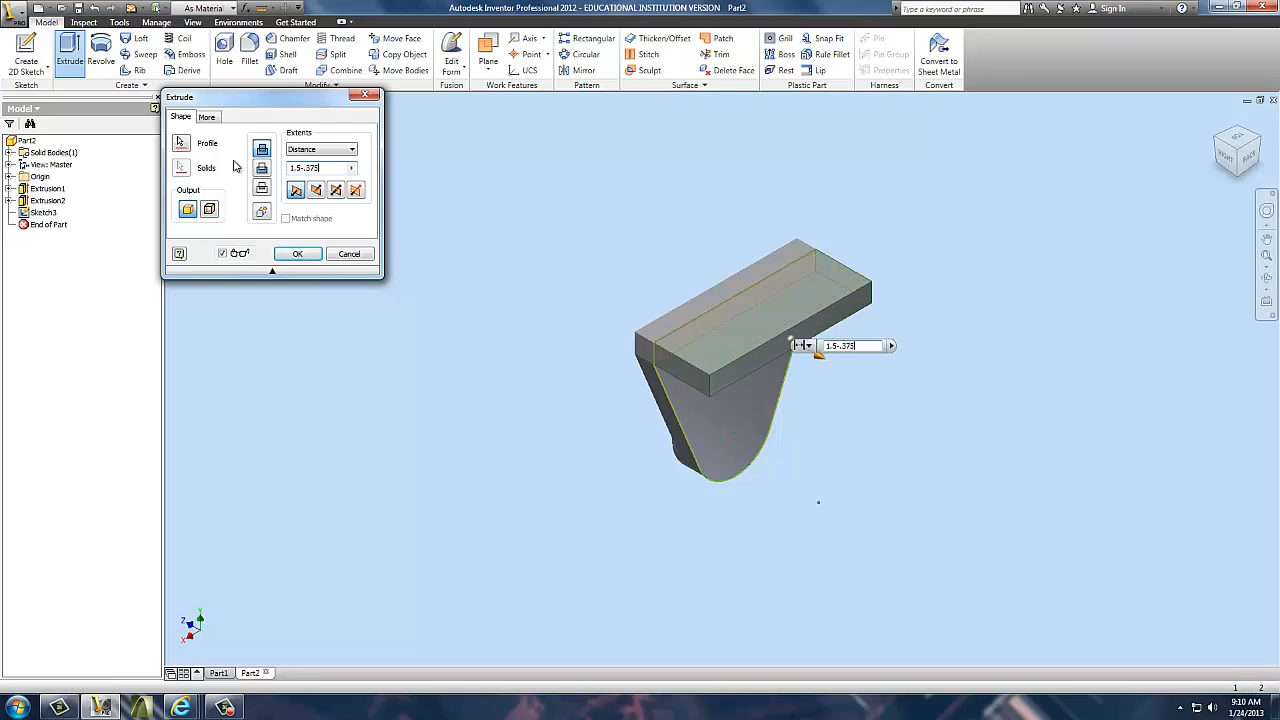 As Material
Autodesk Inventor Professional 2012 - EDUCATIONAL INSTITUTION VERSION Part2
Type a keyword or phrase
Sign In
Model Inspect Tools Manage View Environments Get Started
Create 2D Sketch
Extrude
Revolve
Loft
Sweep
Rib
Coil
Emboss
Derive
Hole
Fillet
Chamfer
Shell
Draft
Thread
Split
Combine
Move Face
Copy Object
Move Bodies
Edit Form
Plane
Axis
Point
UCS
Rectangular
Circular
Mirror
Thicken/Offset
Stitch
Sculpt
Patch
Trim
Delete Face
Grill
Boss
Rest
Snap Fit
Rule Fillet
Lip
Pin
Properties
Convert to Sheet Metal
Sketch Create Modify Fusion Work Features Pattern Surface Plastic Part Harness Convert
Model
Part2
Solid Bodies(1)
View: Master
Origin
Extrusion1
Extrusion2
Sketch3
End of Part
Extrude
Shape More
Profile
Solids
Output
Extents
Distance
1.5-.375
Match shape
OK Cancel
1.5-.375
BACK
Y
Z
X
Part1 Part2
1 2
9:10 AM
1/24/2013